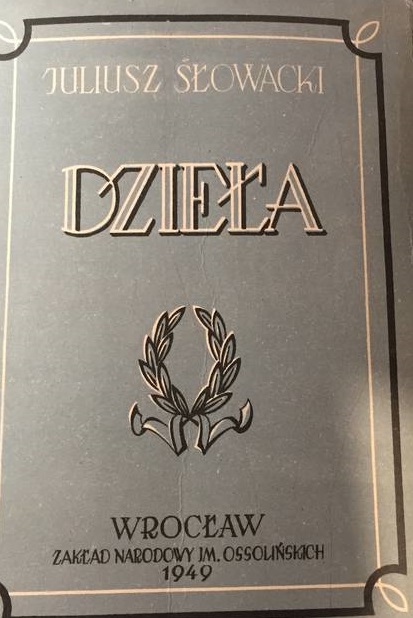 JULIUSZ SŁOWACKI
DZIEŁA
WROCŁAW
ZAKŁAD NARODOWY IM. OSSOLIŃSKICH
1949